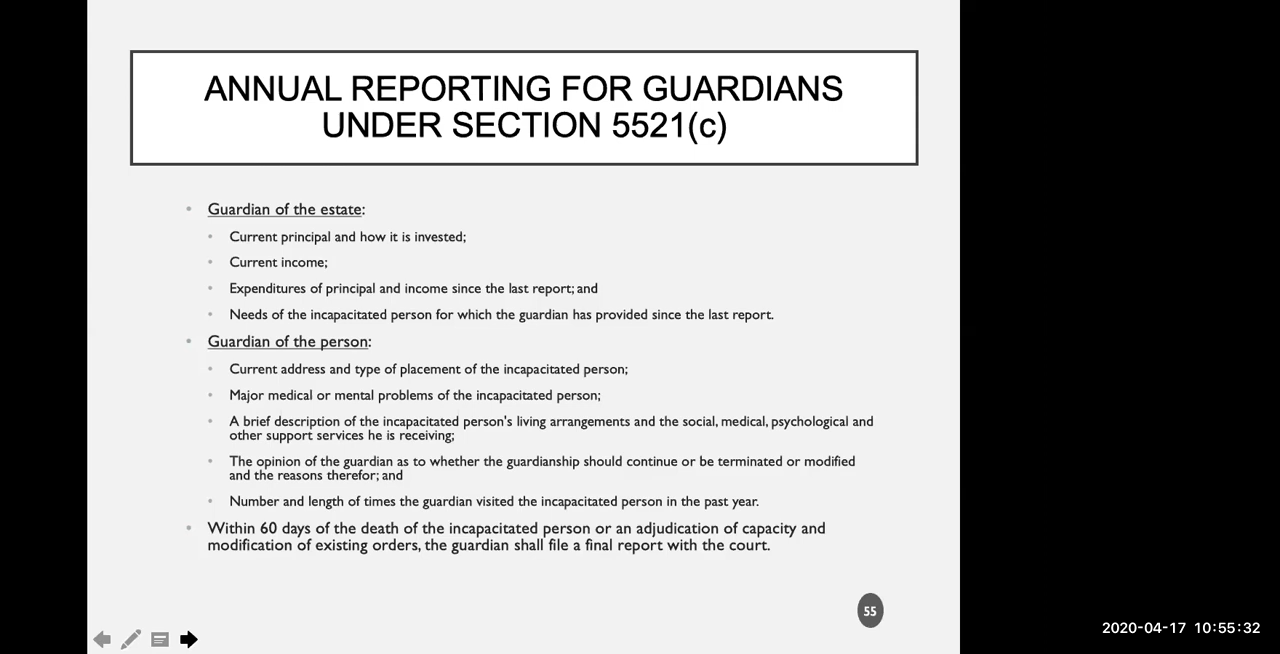 ANNUAL REPORTING FOR GUARDIANS
UNDER SECTION 5521(c)
• Guardian of the estate:
• Current principal and how it is invested;
• Current income;
• Expenditures of principal and income since the last report; and
• Needs of the incapacitated person for which the guardian has provided since the last report.
• Guardian of the person:
• Current address and type of placement of the incapacitated person;
• Major medical or mental problems of the incapacitated person;
• A brief description of the incapacitated person's living arrangements and the social, medical, psychological and
other support services he is receiving;
• The opinion of the guardian as to whether the guardianship should continue or be terminated or modified
and the reasons therefor; and
• Number and length of times the guardian visited the incapacitated person in the past year.
• Within 60 days of the death of the incapacitated person or an adjudication of capacity and
modification of existing orders, the guardian shall file a final report with the court.
55
2020-04-17 10:55:32